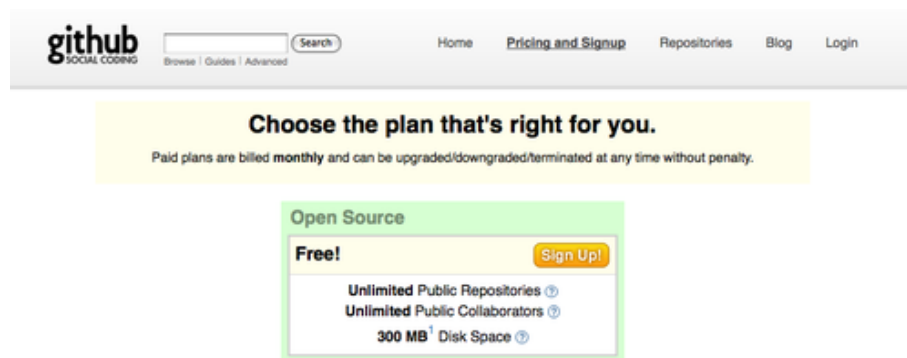 github
SOCIAL CODING
Search
Browse | Guides | Advanced
Home Pricing and Signup Repositories Blog Login
Choose the plan that's right for you.
Paid plans are billed monthly and can be upgraded/downgraded/terminated at any time without penalty.
Open Source
Free! Sign Up!
Unlimited Public Repositories ?
Unlimited Public Collaborators ?
300 MB¹ Disk Space ?